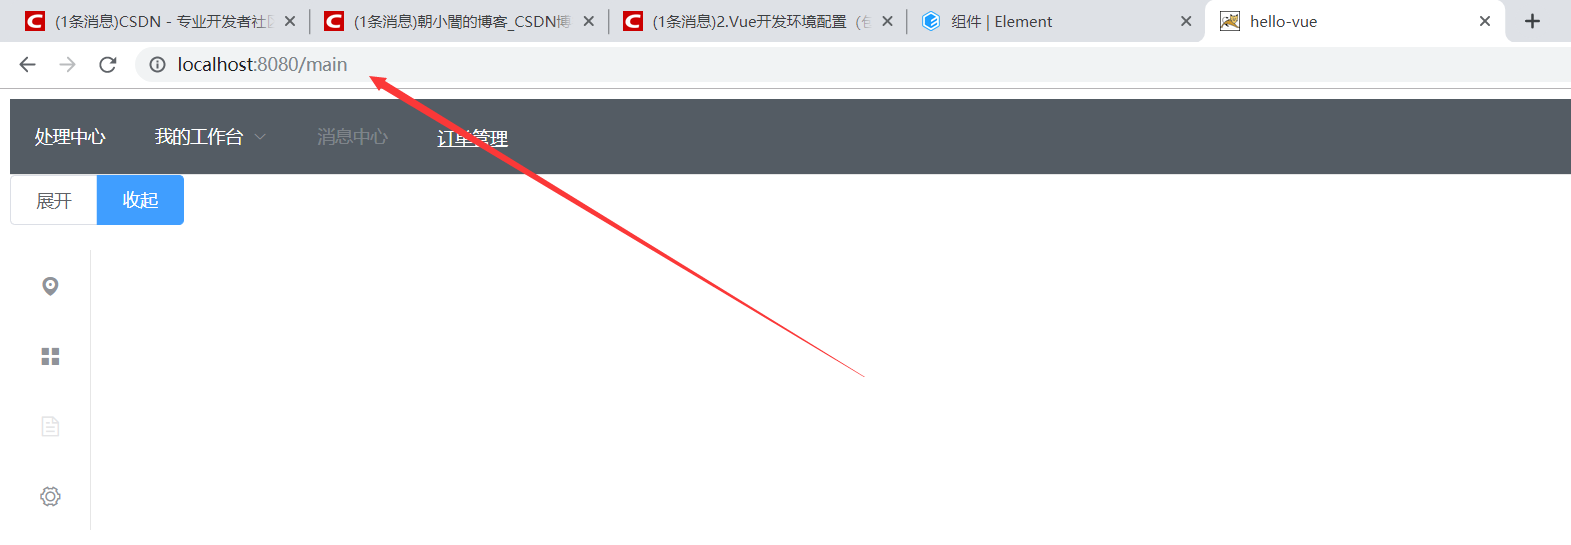 (1条消息)CSDN - 专业开发者社区
(1条消息)朝小闇的博客_CSDN博
(1条消息)2.Vue开发环境配置（包
组件 | Element
hello-vue
localhost:8080/main
处理中心 我的工作台 消息中心 订单管理
展开 收起